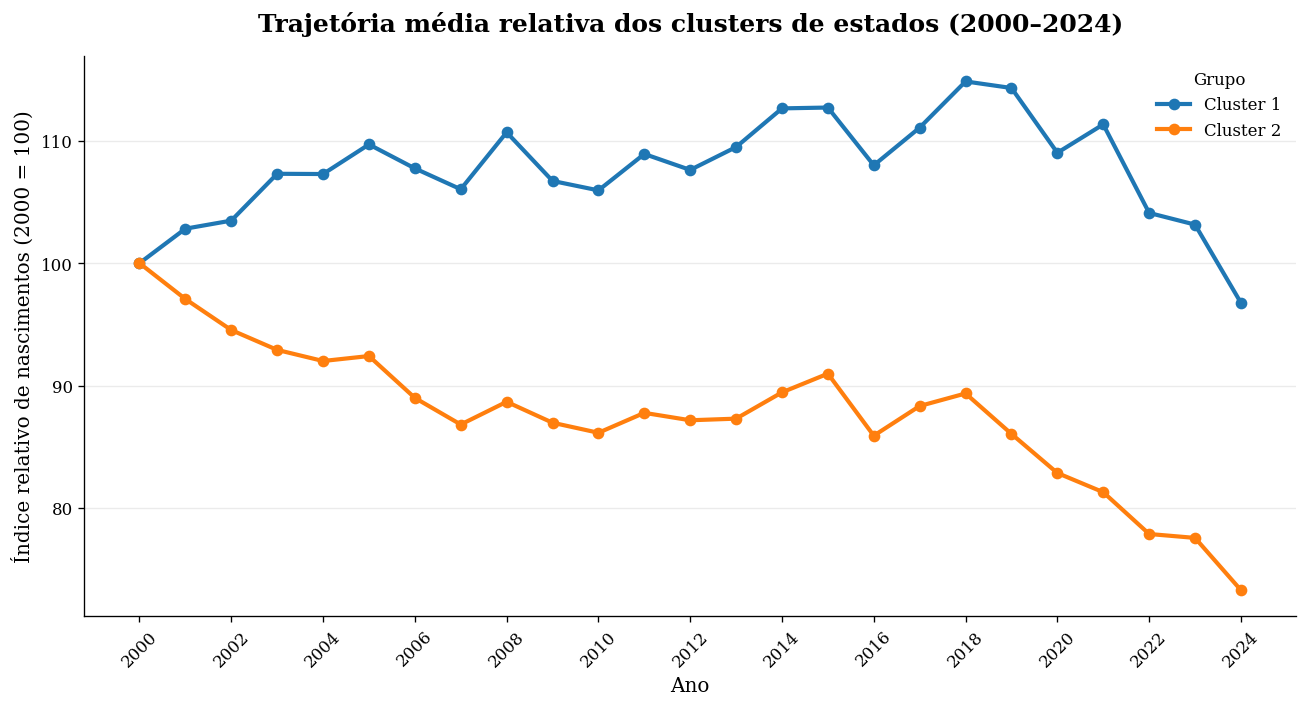 Trajetória média relativa dos clusters de estados (2000–2024)
Índice relativo de nascimentos (2000 = 100)
110
100
90
80
Grupo
Cluster 1
Cluster 2
2000
2002
2004
2006
2008
2010
2012
2014
2016
2018
2020
2022
2024
Ano